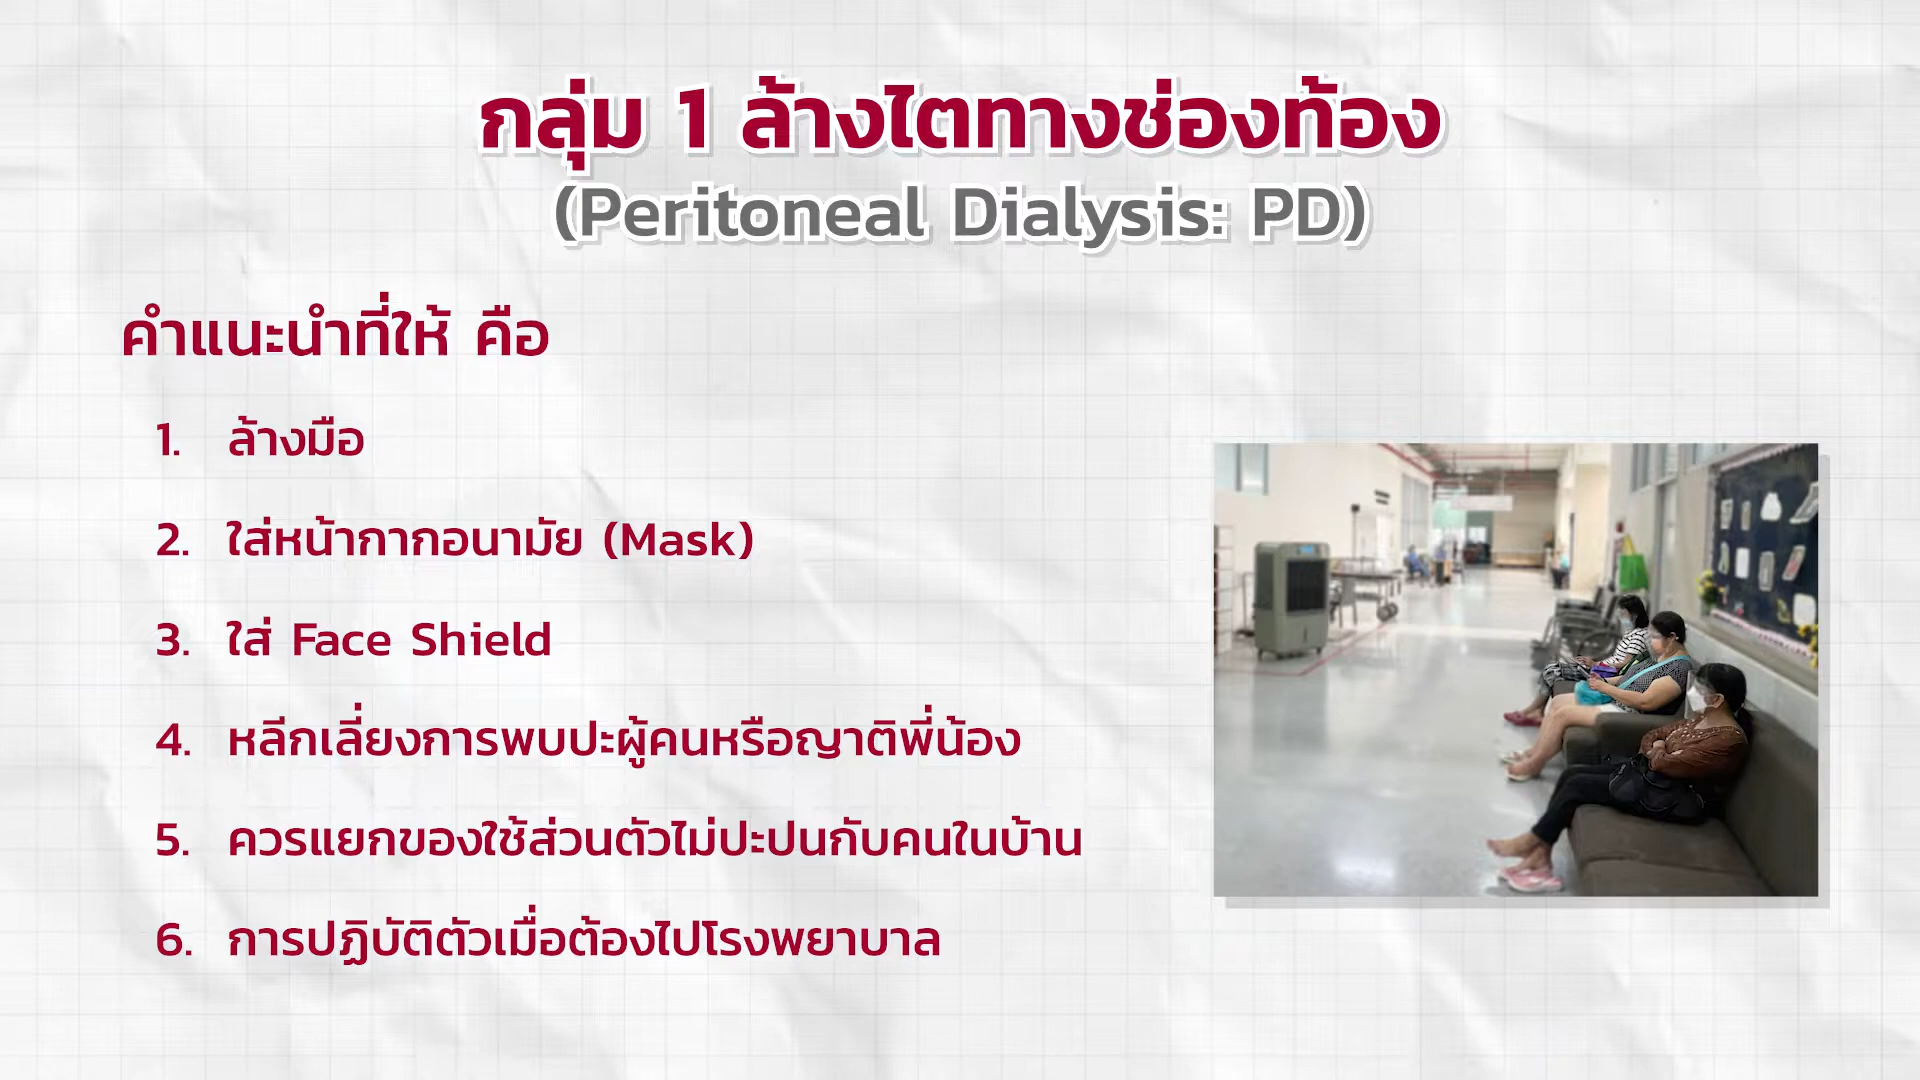 กลุ่ม 1 ล้างไตทางช่องท้อง
(Peritoneal Dialysis: PD)
คำแนะนำที่ให้ คือ
1. ล้างมือ
2. ใส่หน้ากากอนามัย (Mask)
3. ใส่ Face Shield
4. หลีกเลี่ยงการพบปะผู้คนหรือญาติพี่น้อง
5. ควรแยกของใช้ส่วนตัวไม่ปะปนกับคนในบ้าน
6. การปฏิบัติตัวเมื่อต้องไปโรงพยาบาล